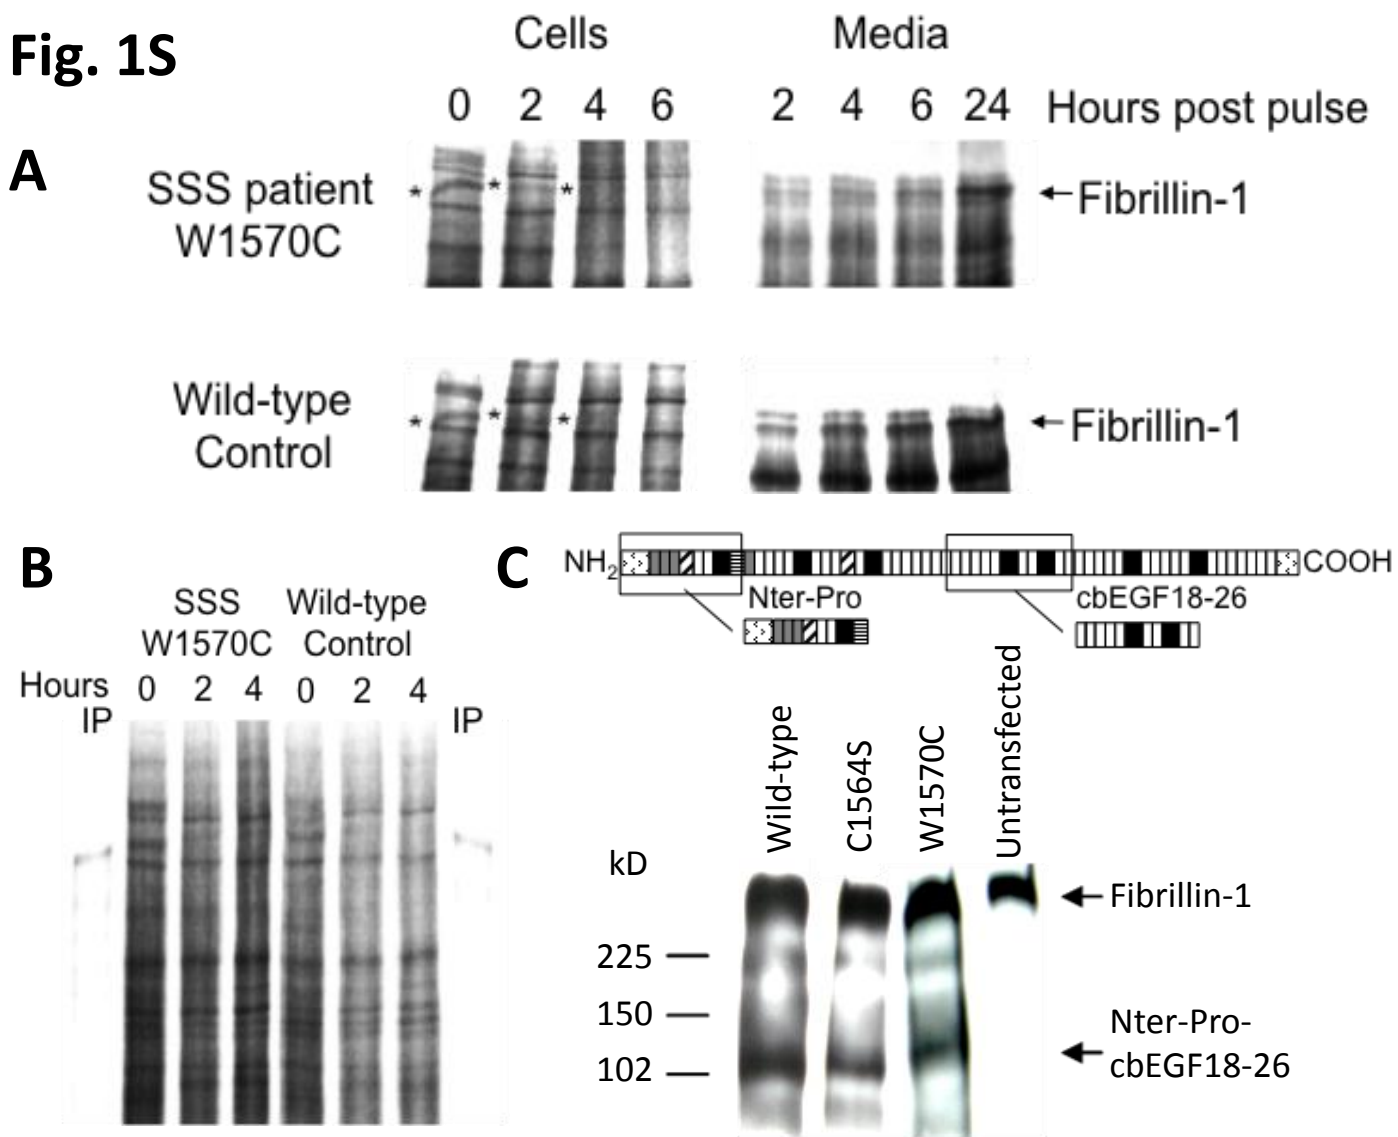 Fig. 1S
Cells Media
0 2 4 6 2 4 6 24 Hours post pulse
A
SSS patient
W1570C
* * *
←Fibrillin-1
Wild-type
Control
* * *
←Fibrillin-1
B
SSS
W1570C
Wild-type
Control
Hours 0 2 4 0 2 4
IP IP
C
NH2 COOH
Nter-Pro cbEGF18-26
Wild-type
C1564S
W1570C
Untransfected
kD
Fibrillin-1
225
150
102
Nter-Pro-
cbEGF18-26